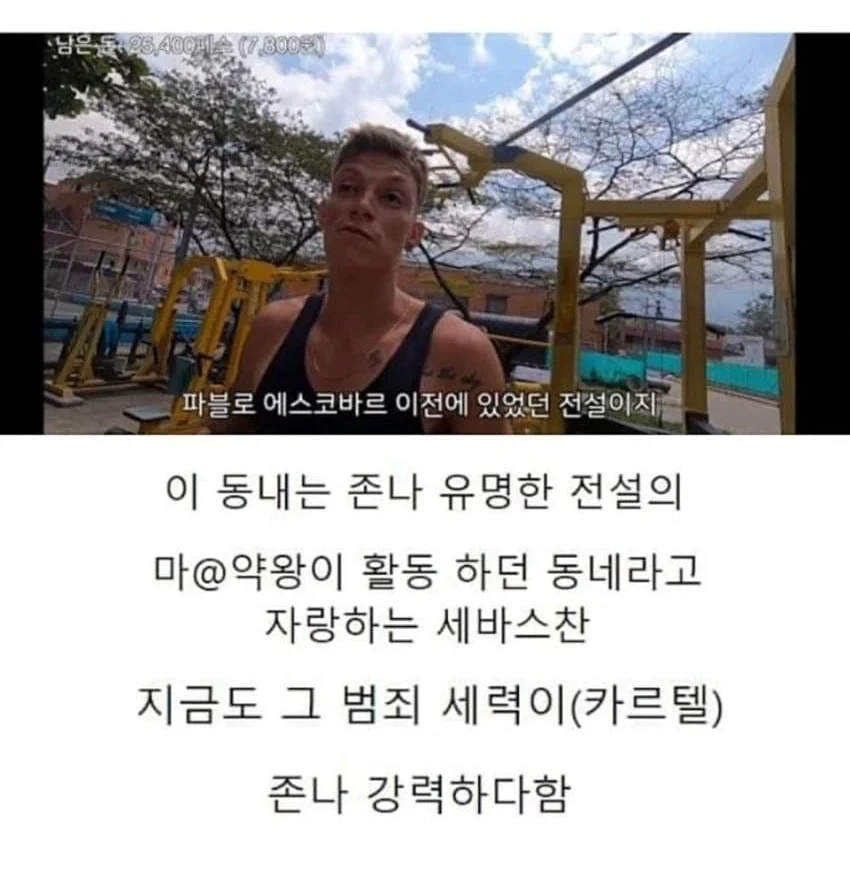 남은 돈: 25,400페소 (7,800원)
파블로 에스코바르 이전에 있었던 전설이지
이 동내는 존나 유명한 전설의
마@약왕이 활동 하던 동네라고
자랑하는 세바스찬
지금도 그 범죄 세력이(카르텔)
존나 강력하다함